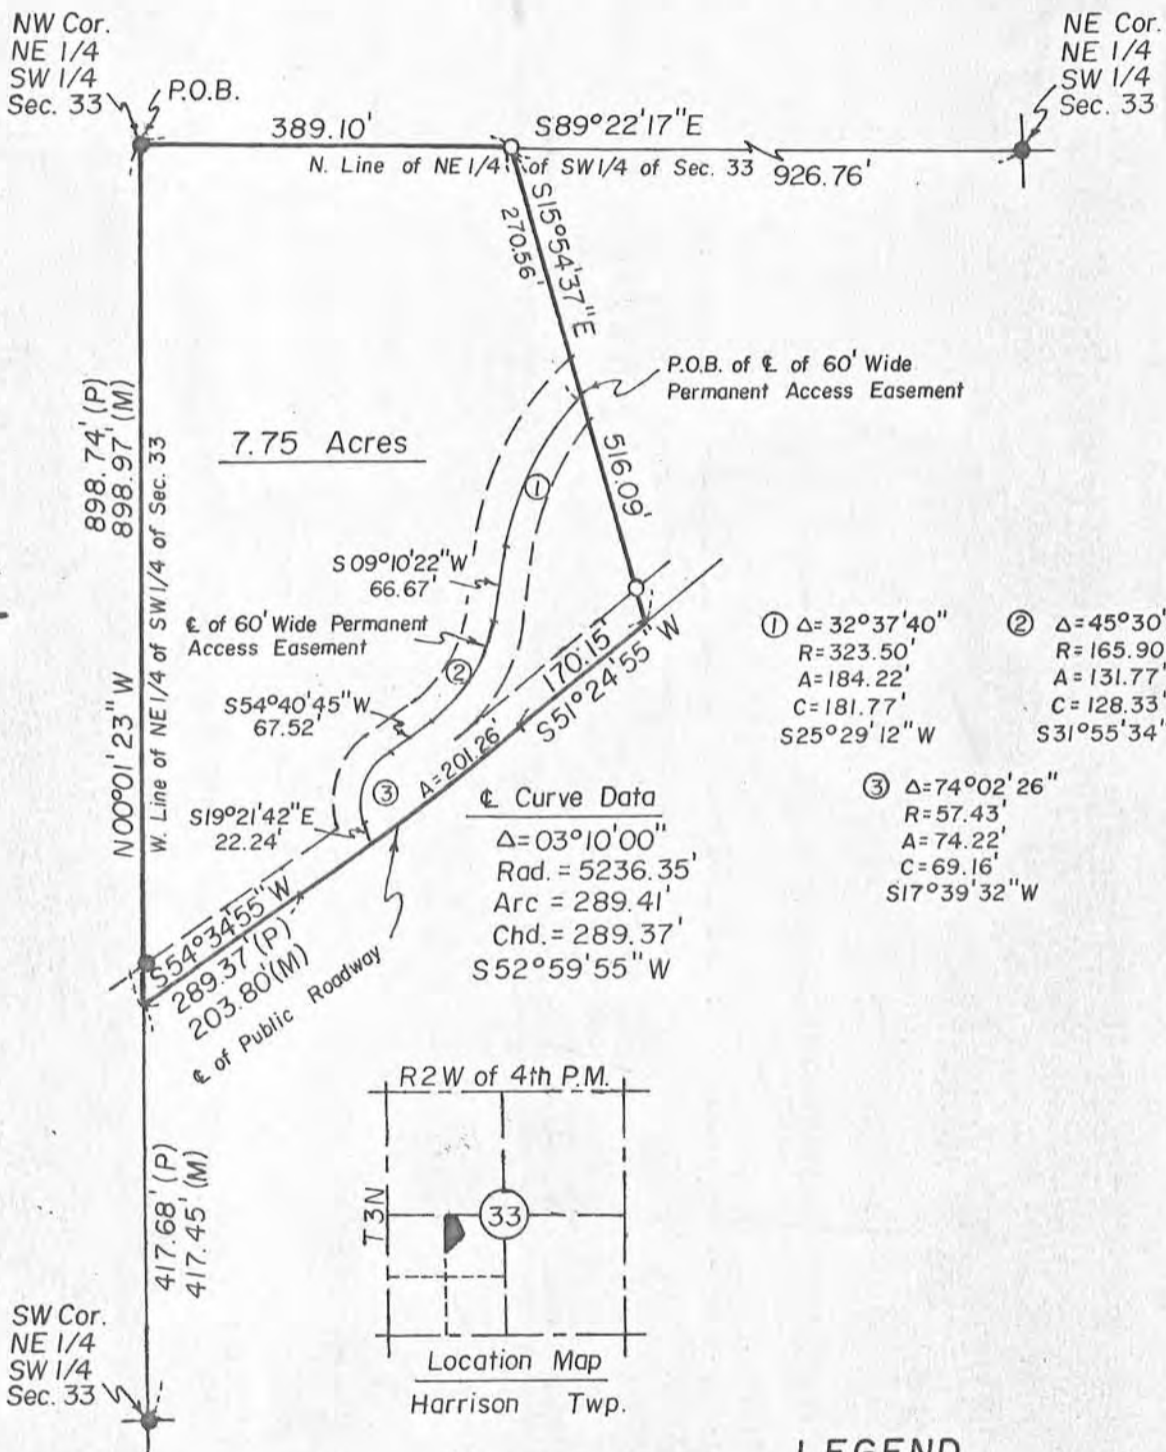 NW Cor.
NE 1/4
SW 1/4
Sec. 33
P.O.B.
NE Cor.
NE 1/4
SW 1/4
Sec. 33
389.10'
S89°22'17"E
N. Line of NE 1/4 of SW 1/4 of Sec. 33
926.76'
S15°54'37"E
270.56'
P.O.B. of ℄ of 60' Wide
Permanent Access Easement
898.74' (P)
898.97' (M)
7.75 Acres
516.09'
①
N00°01'23"W
W. Line of NE 1/4 of SW 1/4 of Sec. 33
S09°10'22"W
66.67'
℄ of 60' Wide Permanent
Access Easement
②
S54°40'45"W
67.52'
170.15'
S51°24'55"W
A=201.26'
③
S19°21'42"E
22.24'
① Δ=32°37'40"
R=323.50'
A=184.22'
C=181.77'
S25°29'12"W
② Δ=45°30'
R=165.90
A=131.77'
C=128.33'
S31°55'34"
③ Δ=74°02'26"
R=57.43'
A=74.22'
C=69.16'
S17°39'32"W
℄ Curve Data
Δ=03°10'00"
Rad.=5236.35'
Arc=289.41'
Chd.=289.37'
S52°59'55"W
S54°34'55"W
289.37' (P)
203.80' (M)
℄ of Public Roadway
417.68' (P)
417.45' (M)
R2W of 4th P.M.
T3N
33
Location Map
Harrison Twp.
SW Cor.
NE 1/4
SW 1/4
Sec. 33
LEGEND